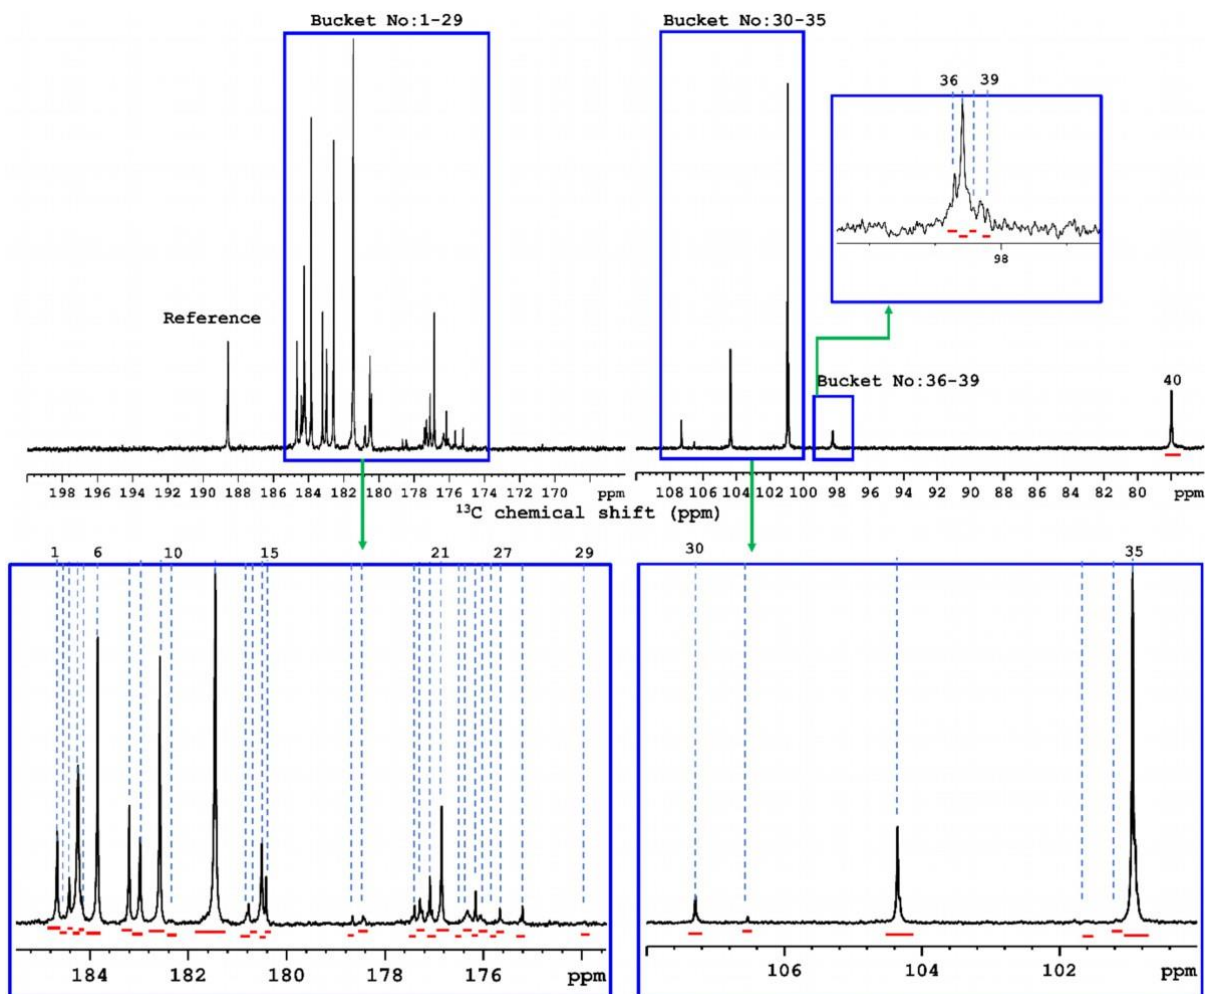 Bucket No:1-29
Bucket No:30-35
36 39
98
Reference
Bucket No:36-39
40
198 196 194 192 190 188 186 184 182 180 178 176 174 172 170 ppm
108 106 104 102 100 98 96 94 92 90 88 86 84 82 80 ppm
13C chemical shift (ppm)
1 6 10 15 21 27 29
30 35
184 182 180 178 176 ppm
106 104 102 ppm